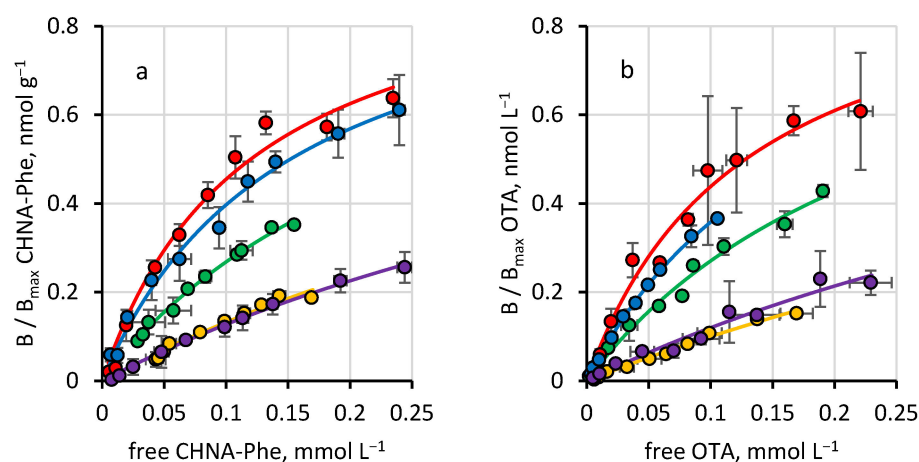 B / Bmax CHNA-Phe, nmol g⁻¹
0.8
0.6
0.4
0.2
0
a
0 0.05 0.1 0.15 0.2 0.25
free CHNA-Phe, mmol L⁻¹
B / Bmax OTA, nmol L⁻¹
0.8
0.6
0.4
0.2
0
b
0 0.05 0.1 0.15 0.2 0.25
free OTA, mmol L⁻¹